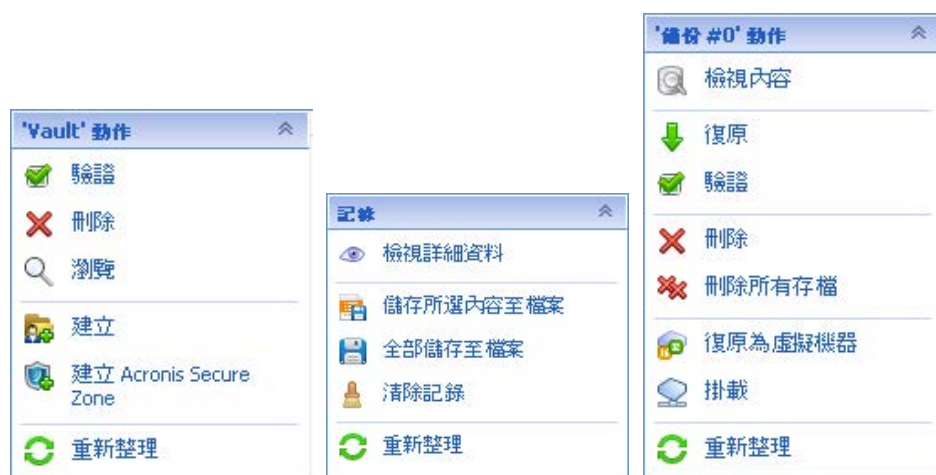 'Vault' 動作
驗證
刪除
瀏覽
建立
建立 Acronis Secure
Zone
重新整理
記錄
檢視詳細資料
儲存所選內容至檔案
全部儲存至檔案
清除記錄
重新整理
'備份 #0' 動作
檢視內容
復原
驗證
刪除
刪除所有存檔
復原為虛擬機器
掛載
重新整理